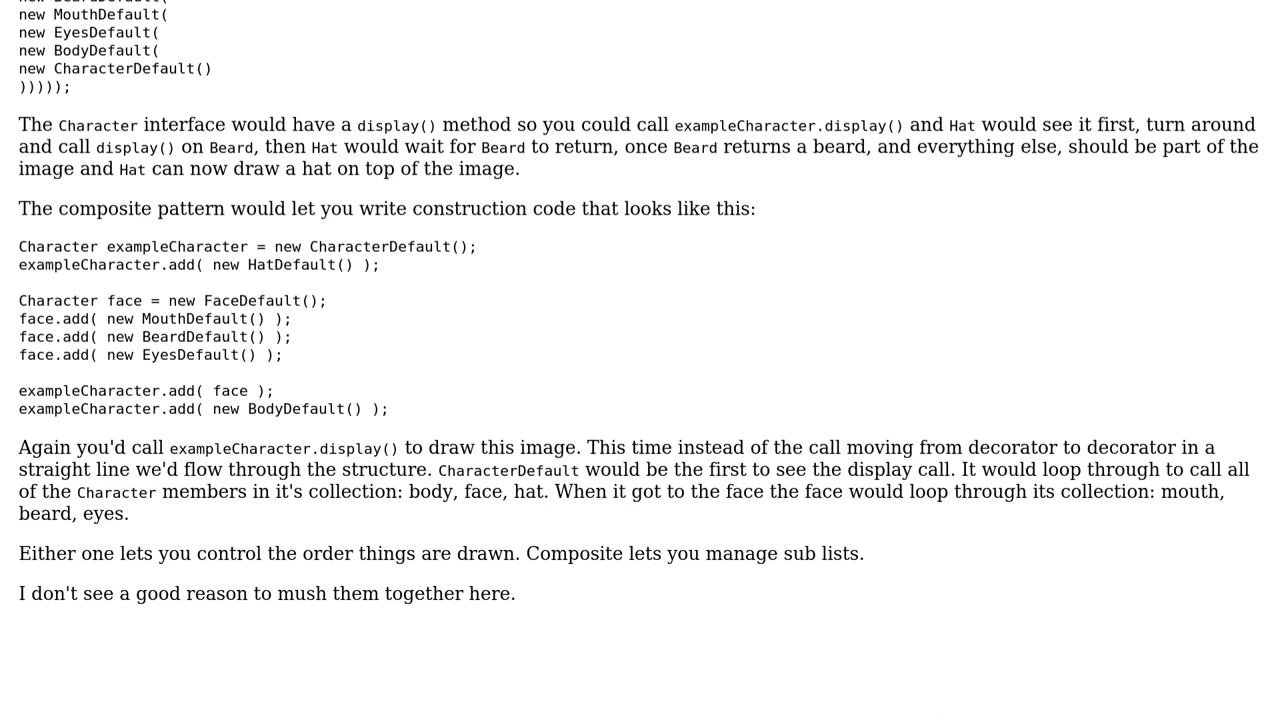 new MouthDefault(
new EyesDefault(
new BodyDefault(
new CharacterDefault()
)))));
The Character interface would have a display() method so you could call exampleCharacter.display() and Hat would see it first, turn around
and call display() on Beard, then Hat would wait for Beard to return, once Beard returns a beard, and everything else, should be part of the
image and Hat can now draw a hat on top of the image.
The composite pattern would let you write construction code that looks like this:
Character exampleCharacter = new CharacterDefault();
exampleCharacter.add( new HatDefault() );
Character face = new FaceDefault();
face.add( new MouthDefault() );
face.add( new BeardDefault() );
face.add( new EyesDefault() );
exampleCharacter.add( face );
exampleCharacter.add( new BodyDefault() );
Again you'd call exampleCharacter.display() to draw this image. This time instead of the call moving from decorator to decorator in a
straight line we'd flow through the structure. CharacterDefault would be the first to see the display call. It would loop through to call all
of the Character members in it's collection: body, face, hat. When it got to the face the face would loop through its collection: mouth,
beard, eyes.
Either one lets you control the order things are drawn. Composite lets you manage sub lists.
I don't see a good reason to mush them together here.